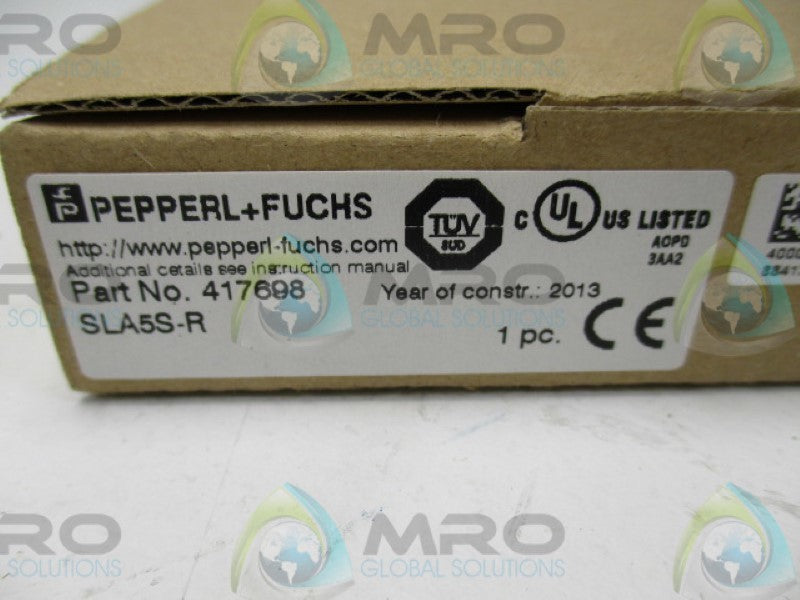 PEPPERL+FUCHS
http://www.pepperl-fuchs.com
Additional cetails see instruction manual
Part No. 417698
SLA5S-R
TÜV
SÜD
C UL US LISTED
AOPD
3AA2
Year of constr.: 2013
1 pc. CE
MRO
GLOBAL SOLUTIONS